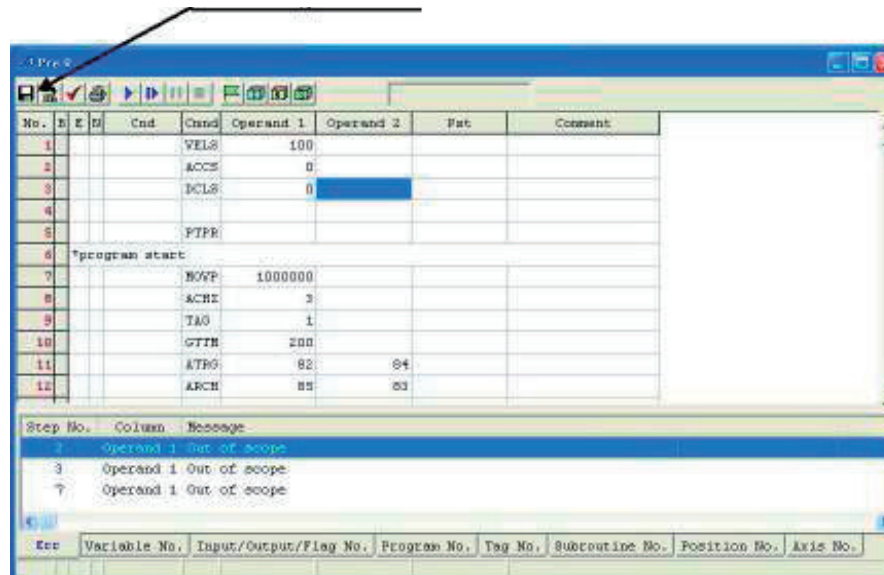 No. B E N Cnd Cmnd Operand 1 Operand 2 Pst Comment
1 VELS 100
2 ACCS 0
3 DCLS 0
4
5 PTPR
6 *program start
7 MOVP 1000000
8 ACHZ 3
9 TAG 1
10 GTTM 200
11 ATRG 82 84
12 ARCH 85 83
Step No. Column Message
2 Operand 1 Out of scope
3 Operand 1 Out of scope
7 Operand 1 Out of scope
Err Variable No. Input/Output/Flag No. Program No. Tag No. Subroutine No. Position No. Axis No.